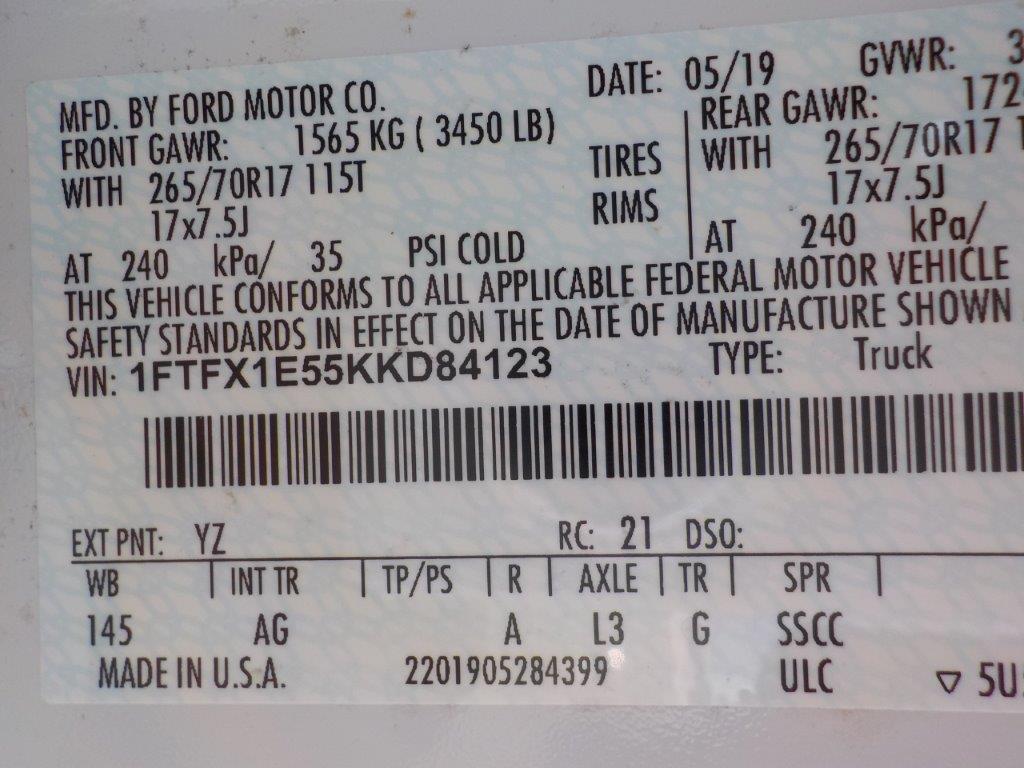 MFD. BY FORD MOTOR CO. DATE: 05/19 GVWR: 3
FRONT GAWR: 1565 KG ( 3450 LB) REAR GAWR: 172
WITH 265/70R17 115T TIRES WITH 265/70R17 1
17x7.5J RIMS 17x7.5J
AT 240 kPa/ 35 PSI COLD AT 240 kPa/
THIS VEHICLE CONFORMS TO ALL APPLICABLE FEDERAL MOTOR VEHICLE
SAFETY STANDARDS IN EFFECT ON THE DATE OF MANUFACTURE SHOWN
VIN: 1FTFX1E55KKD84123 TYPE: Truck
EXT PNT: YZ RC: 21 DSO:
WB INT TR TP/PS R AXLE TR SPR
145 AG A L3 G SSCC
MADE IN U.S.A. 2201905284399 ULC ▽ 5U